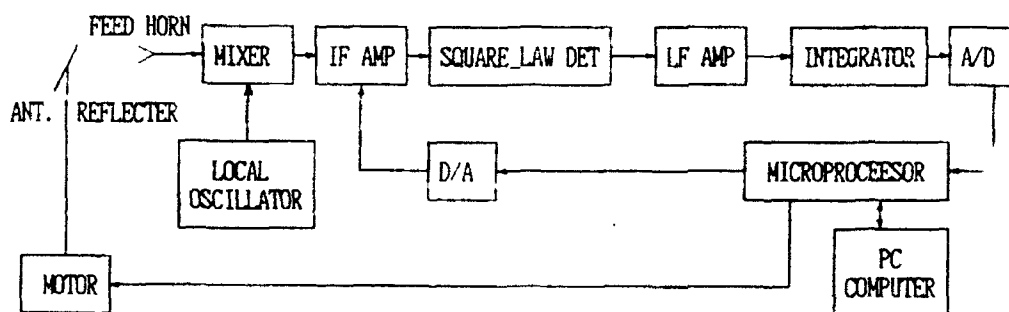 FEED HORN
MIXER
IF AMP
SQUARE_LAW DET
LF AMP
INTEGRATOR
A/D
ANT. REFLECTER
LOCAL
OSCILLATOR
D/A
MICROPROCEESOR
MOTOR
PC
COMPUTER